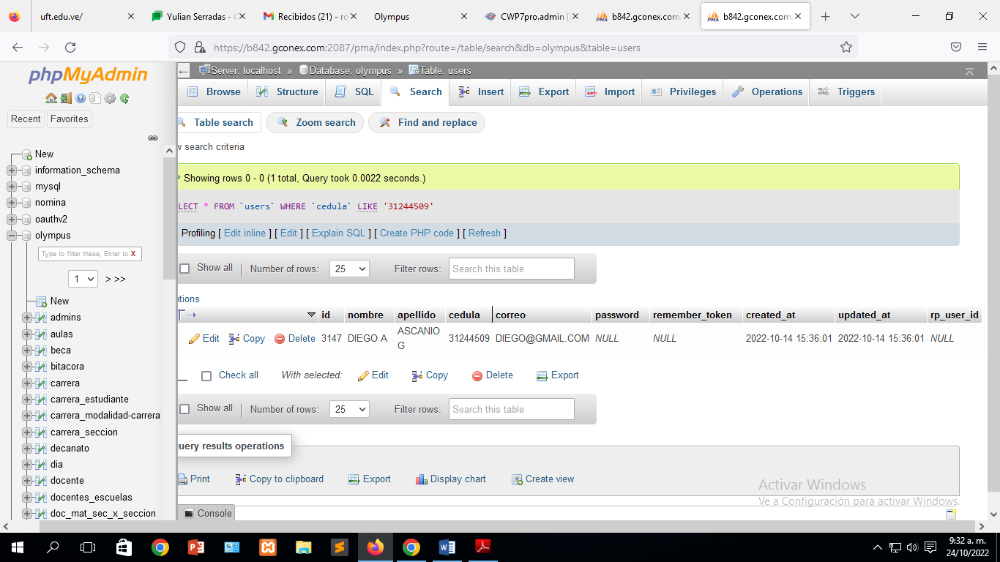 uft.edu.ve/
Yulian Serradas - C
Recibidos (21) - ro
Olympus
CWP7pro.admin [
b842.gconex.com
b842.gconex.com
https://b842.gconex.com:2087/pma/index.php?route=/table/search&db=olympus&table=users
phpMyAdmin
Recent
Favorites
New
information_schema
mysql
nomina
oauthv2
olympus
Type to filter these, Enter to X
1
> >>
New
admins
aulas
beca
bitacora
carrera
carrera_estudiante
carrera_modalidad-carrera
carrera_seccion
decanato
dia
docente
docentes_escuelas
doc_mat_sec_x_seccion
Server: localhost » Database: olympus » Table: users
Browse Structure SQL Search Insert Export Import Privileges Operations Triggers
Table search Zoom search Find and replace
w search criteria
Showing rows 0 - 0 (1 total, Query took 0.0022 seconds.)
LECT * FROM `users` WHERE `cedula` LIKE '31244509'
Profiling [ Edit inline ] [ Edit ] [ Explain SQL ] [ Create PHP code ] [ Refresh ]
Show all Number of rows: 25 Filter rows: Search this table
ptions
id nombre apellido cedula correo password remember_token created_at updated_at rp_user_id
Edit Copy Delete 3147 DIEGO A ASCANIO G 31244509 DIEGO@GMAIL.COM NULL NULL 2022-10-14 15:36:01 2022-10-14 15:36:01 NULL
Check all With selected: Edit Copy Delete Export
Show all Number of rows: 25 Filter rows: Search this table
uery results operations
Print Copy to clipboard Export Display chart Create view
Activar Windows
Ve a Configuración para activar Windows.
Console
9:32 a. m.
24/10/2022